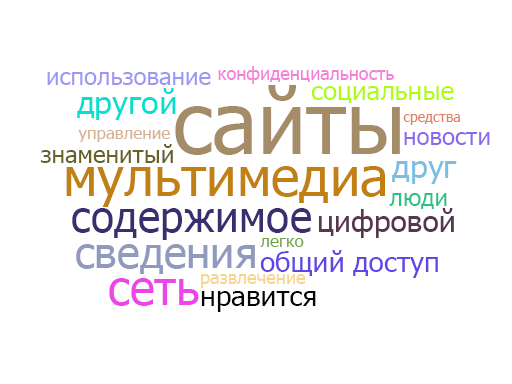 использование
конфиденциальность
социальные
другой
сайты
средства
управление
новости
знаменитый
мультимедиа
друг
люди
содержимое
цифровой
сведения
легко
общий доступ
развлечение
сеть
нравится